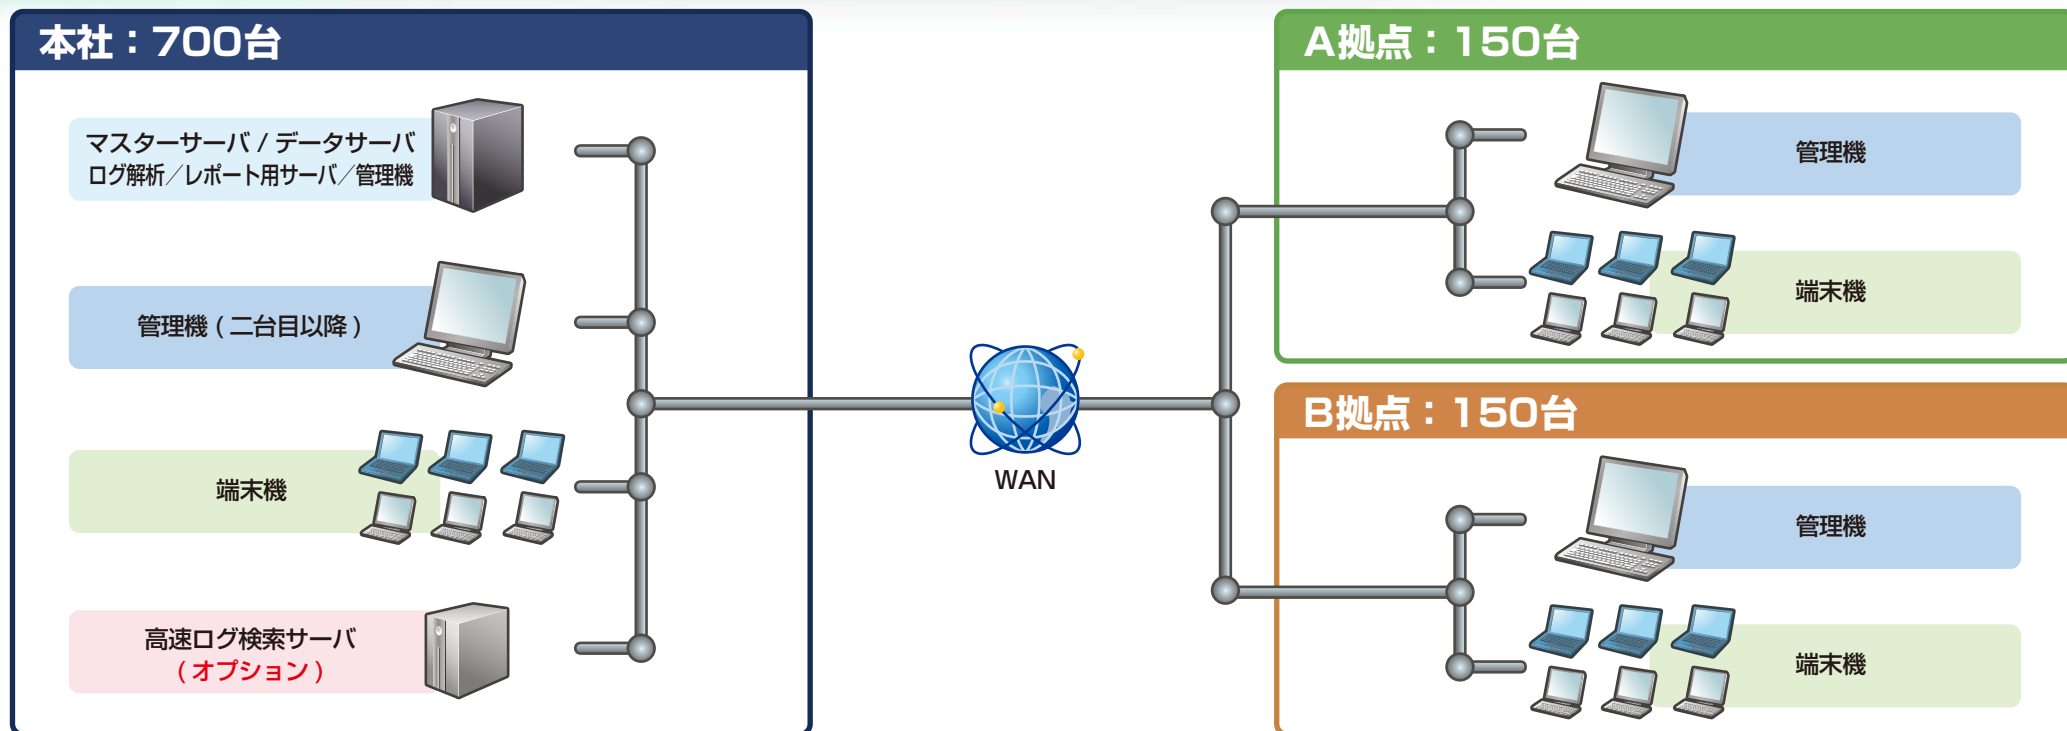 本社：700台
マスターサーバ / データサーバ
ログ解析／レポート用サーバ／管理機
管理機 ( 二台目以降 )
端末機
高速ログ検索サーバ
( オプション )
WAN
A拠点：150台
管理機
端末機
B拠点：150台
管理機
端末機